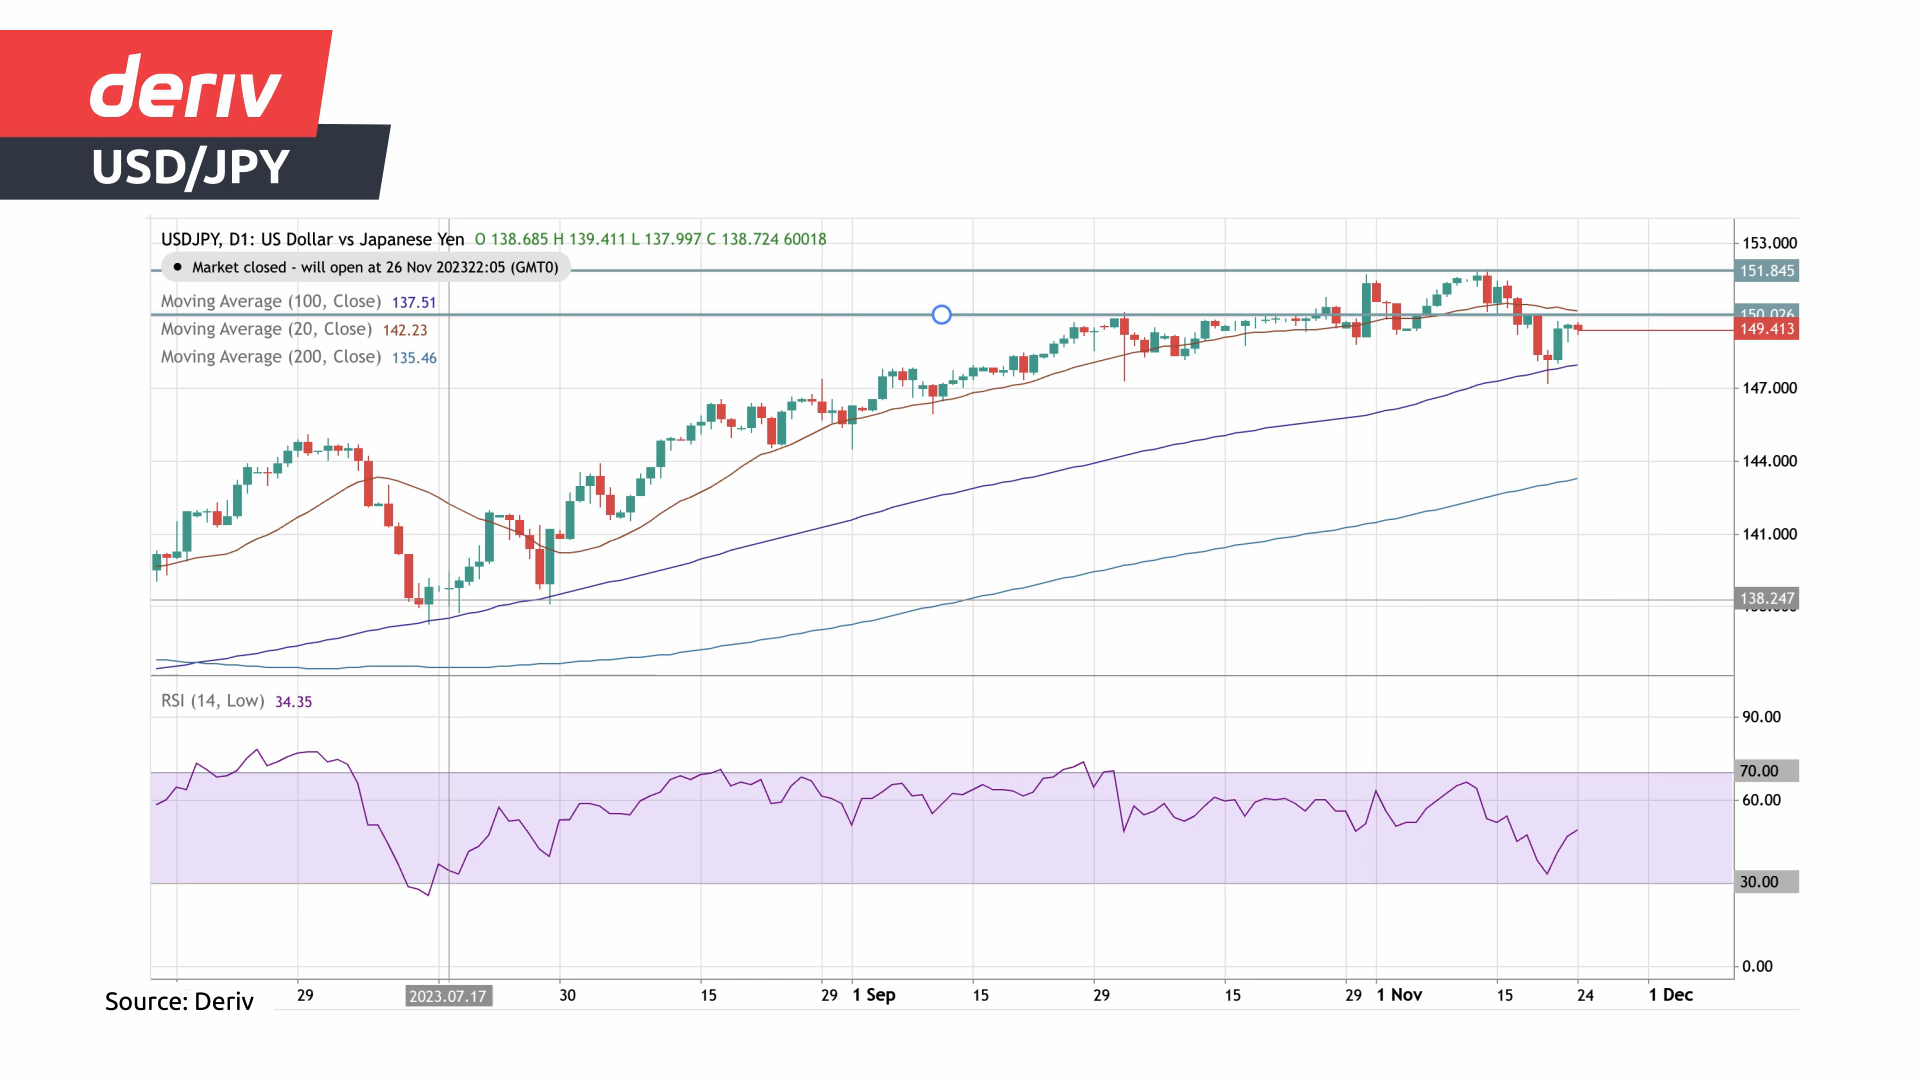 deriv
USD/JPY
USDJPY, D1: US Dollar vs Japanese Yen O 138.685 H 139.411 L 137.997 C 138.724 60018
Market closed - will open at 26 Nov 202322:05 (GMT0)
Moving Average (100, Close) 137.51
Moving Average (20, Close) 142.23
Moving Average (200, Close) 135.46
153.000
151.845
150.026
149.413
147.000
144.000
141.000
138.247
RSI (14, Low) 34.35
90.00
70.00
60.00
30.00
0.00
29 2023.07.17 30 15 29 1 Sep 15 29 15 29 1 Nov 15 24 1 Dec
Source: Deriv